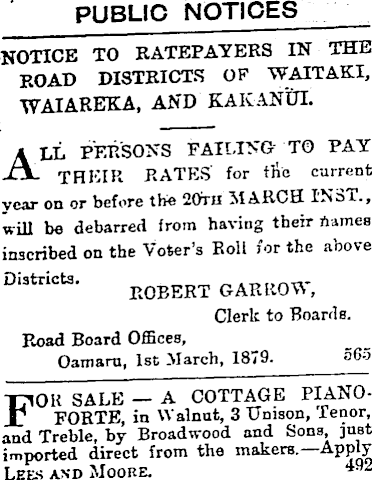 PUBLIC NOTICES
NOTICE TO RATEPAYERS IN THE
ROAD DISTRICTS OF WAITAKI,
WAIAREKA, AND KAKANUI.
ALL PERSONS FAILING TO PAY
THEIR RATES for the current
year on or before the 20TH MARCH INST.,
will be debarred from having their names
inscribed on the Voter's Roll for the above
Districts.
ROBERT GARROW,
Clerk to Boards.
Road Board Offices,
Oamaru, 1st March, 1879. 565
FOR SALE — A COTTAGE PIANO-
FORTE, in Walnut, 3 Unison, Tenor,
and Treble, by Broadwood and Sons, just
imported direct from the makers.—Apply
LEES AND MOORE. 492